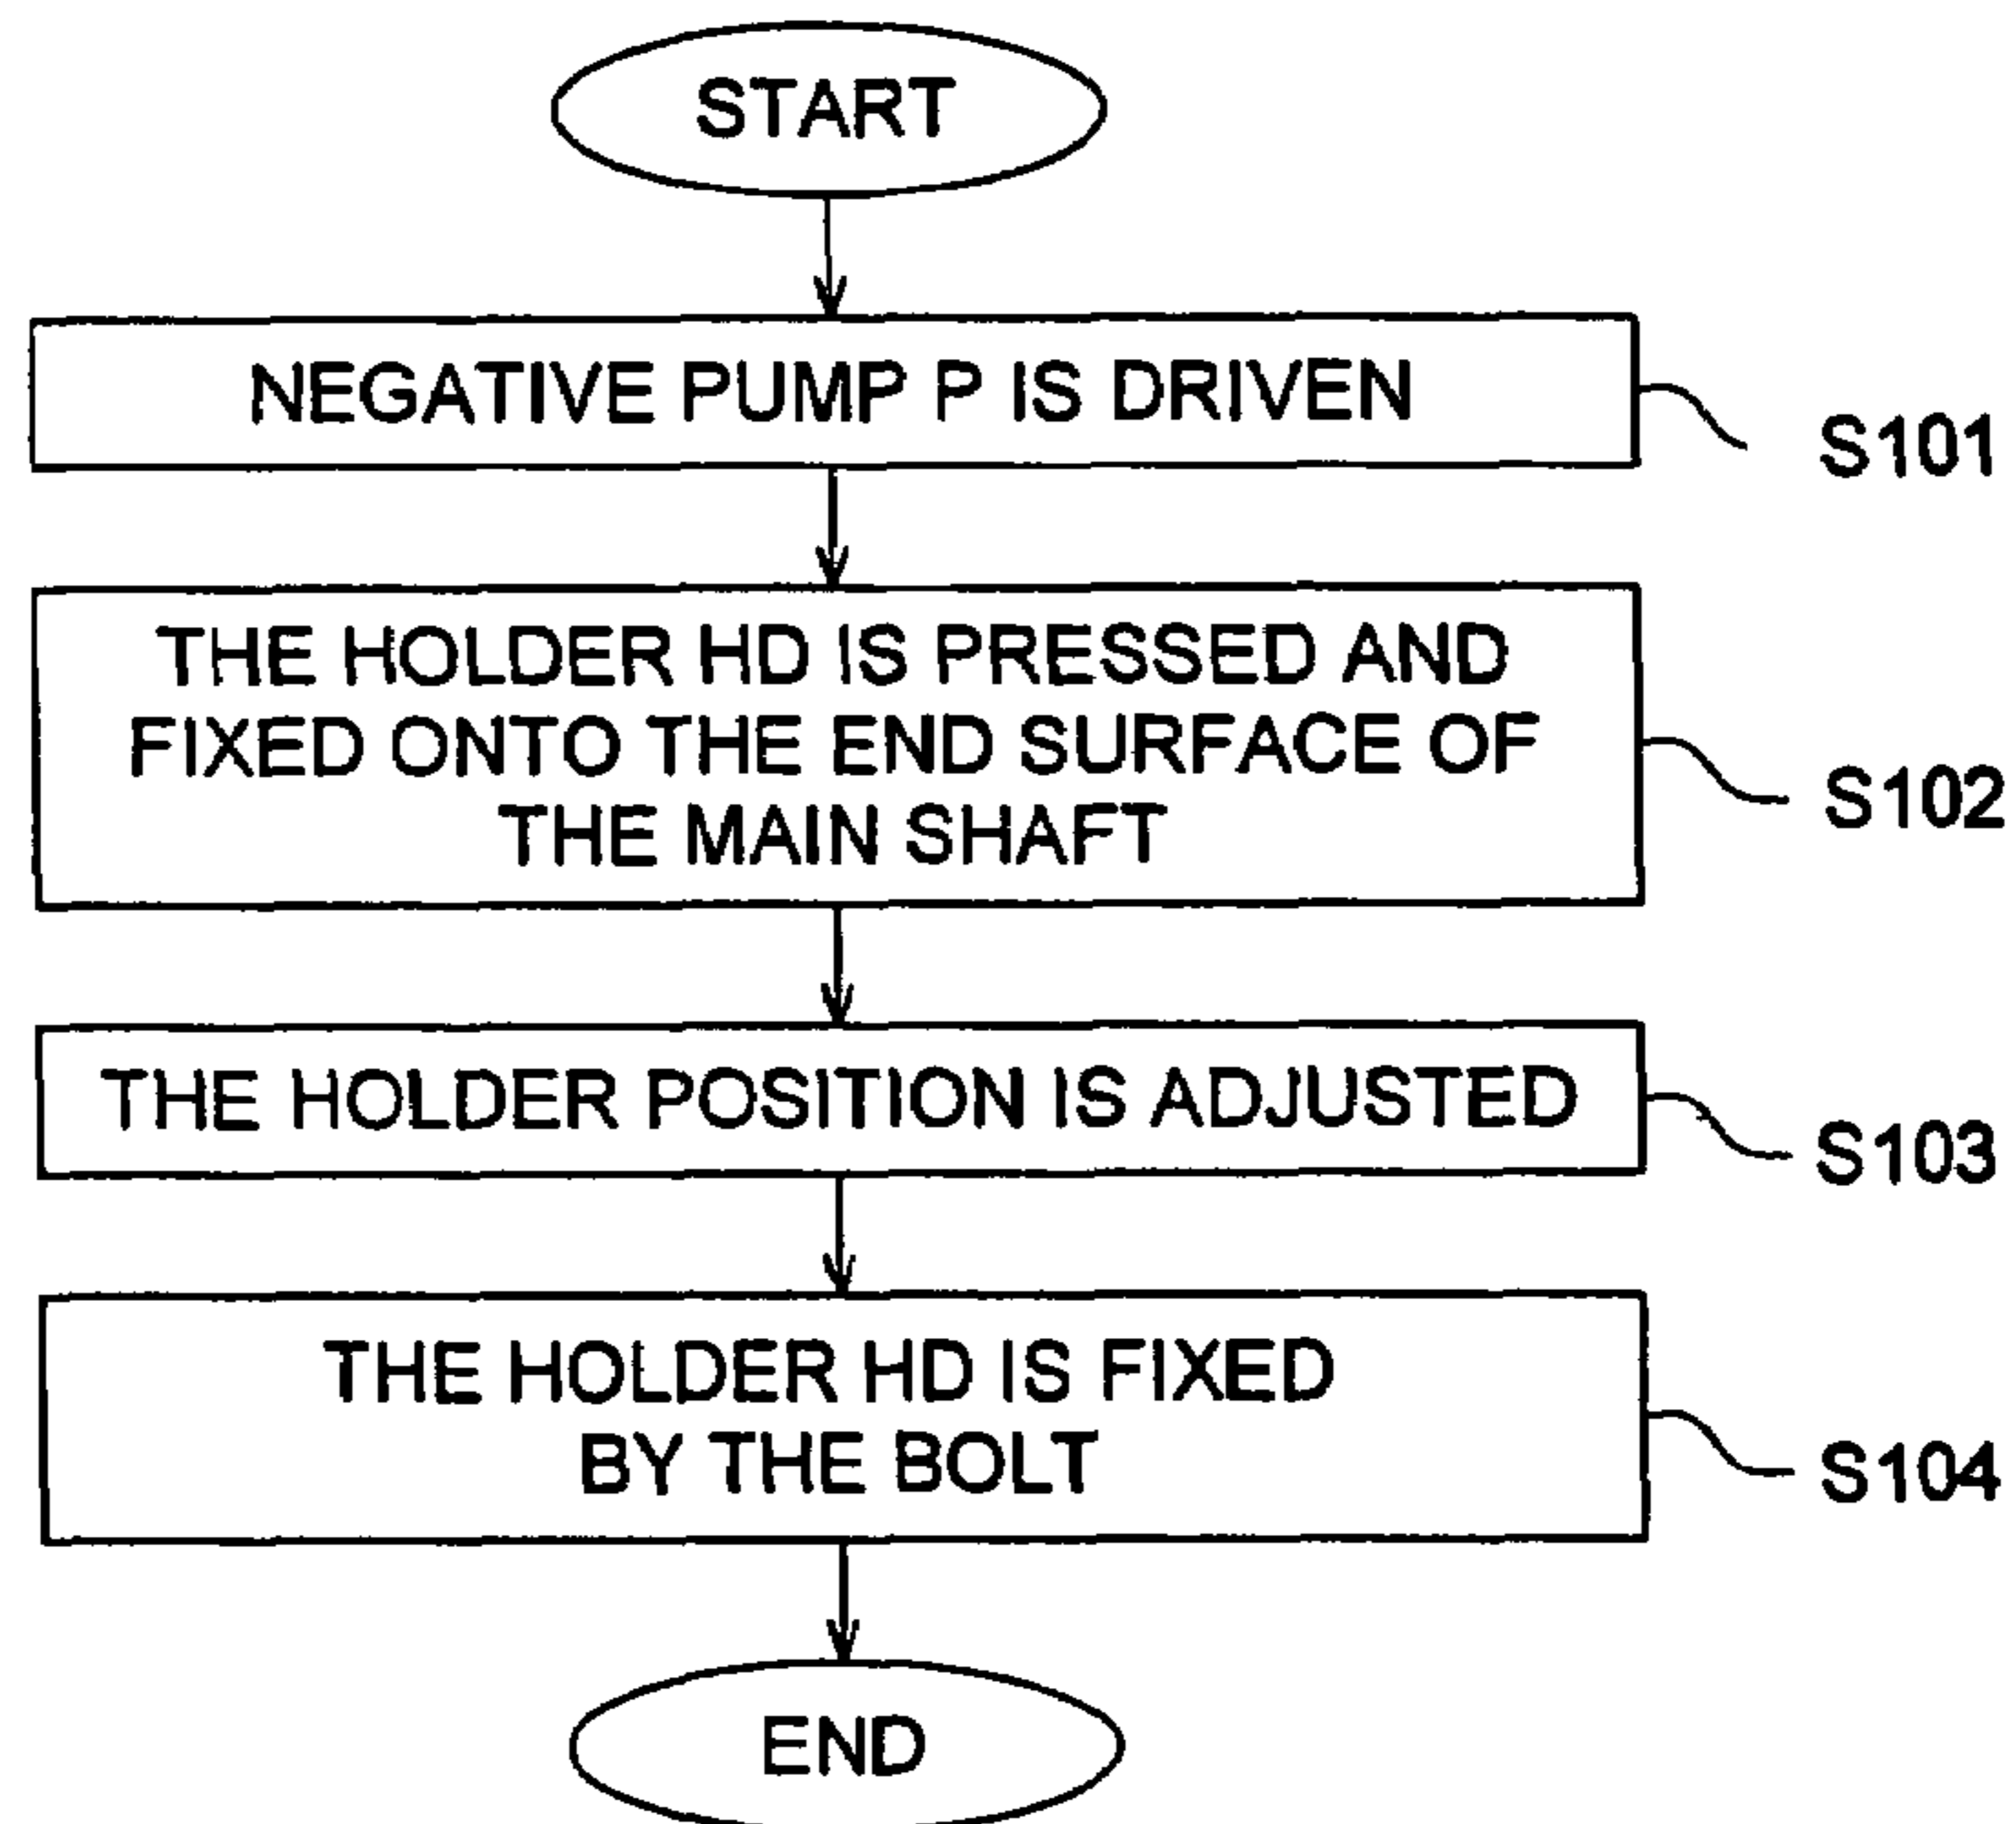 START
NEGATIVE PUMP P IS DRIVEN
S101
THE HOLDER HD IS PRESSED AND
FIXED ONTO THE END SURFACE OF
THE MAIN SHAFT
S102
THE HOLDER POSITION IS ADJUSTED
S103
THE HOLDER HD IS FIXED
BY THE BOLT
S104
END